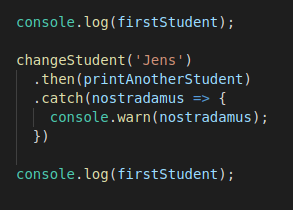 console.log(firstStudent);
changeStudent('Jens')
.then(printAnotherStudent)
.catch(nostradamus => {
console.warn(nostradamus);
})
console.log(firstStudent);